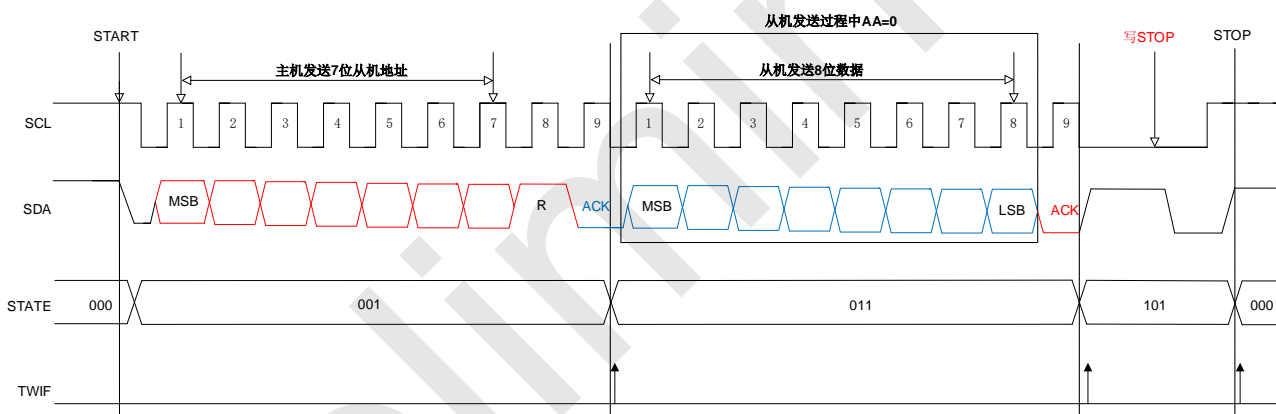 从机发送过程中AA=0
START
写STOP
STOP
主机发送7位从机地址
从机发送8位数据
SCL 1 2 3 4 5 6 7 8 9 1 2 3 4 5 6 7 8 9
SDA MSB R ACK MSB LSB ACK
STATE 000 001 011 101 000
TWIF